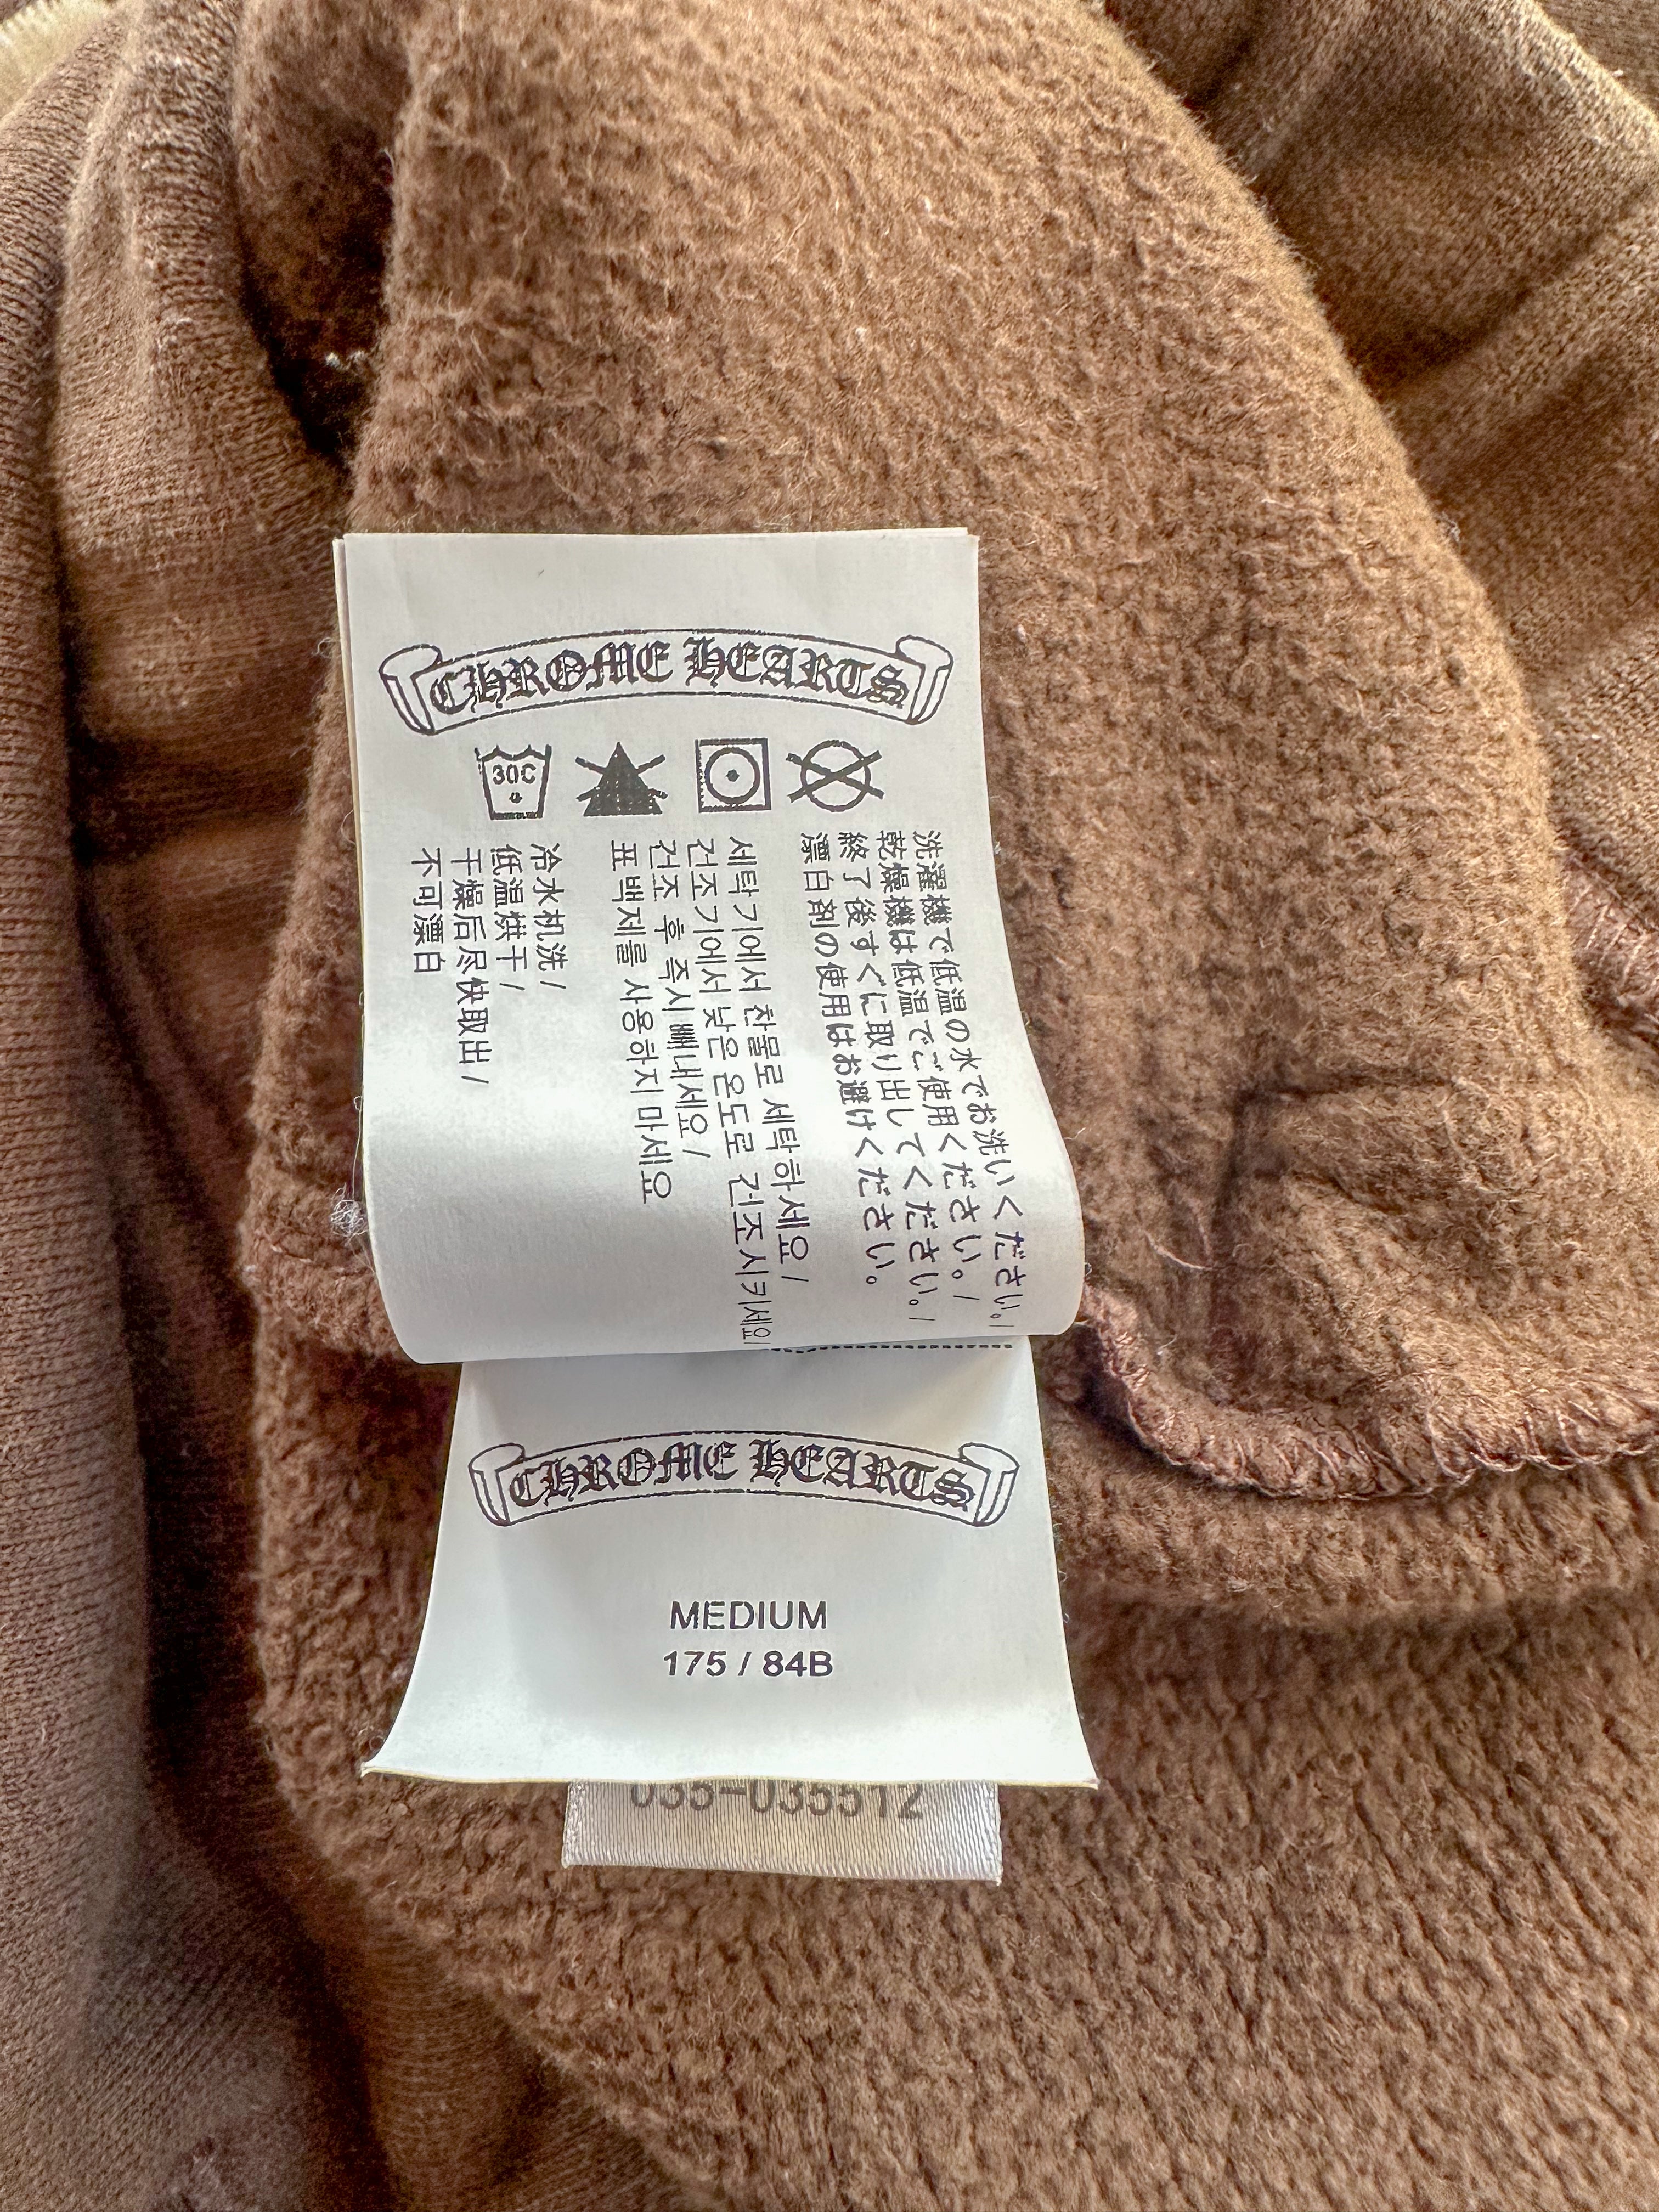 CHROME HEARTS
30C
洗濯機で低温の水でお洗いください。/
乾燥機は低温でご使用ください。/
終了後すぐに取り出してください。/
漂白剤の使用はお避けください。
세탁기에서 찬물로 세탁하세요 /
건조기에서 낮은 온도로 건조시키세요/
건조 후 즉시 빼내세요 /
표백제를 사용하지 마세요
冷水机洗 /
低温烘干 /
干燥后尽快取出 /
不可漂白
CHROME HEARTS
MEDIUM
175 / 84B
035-035512